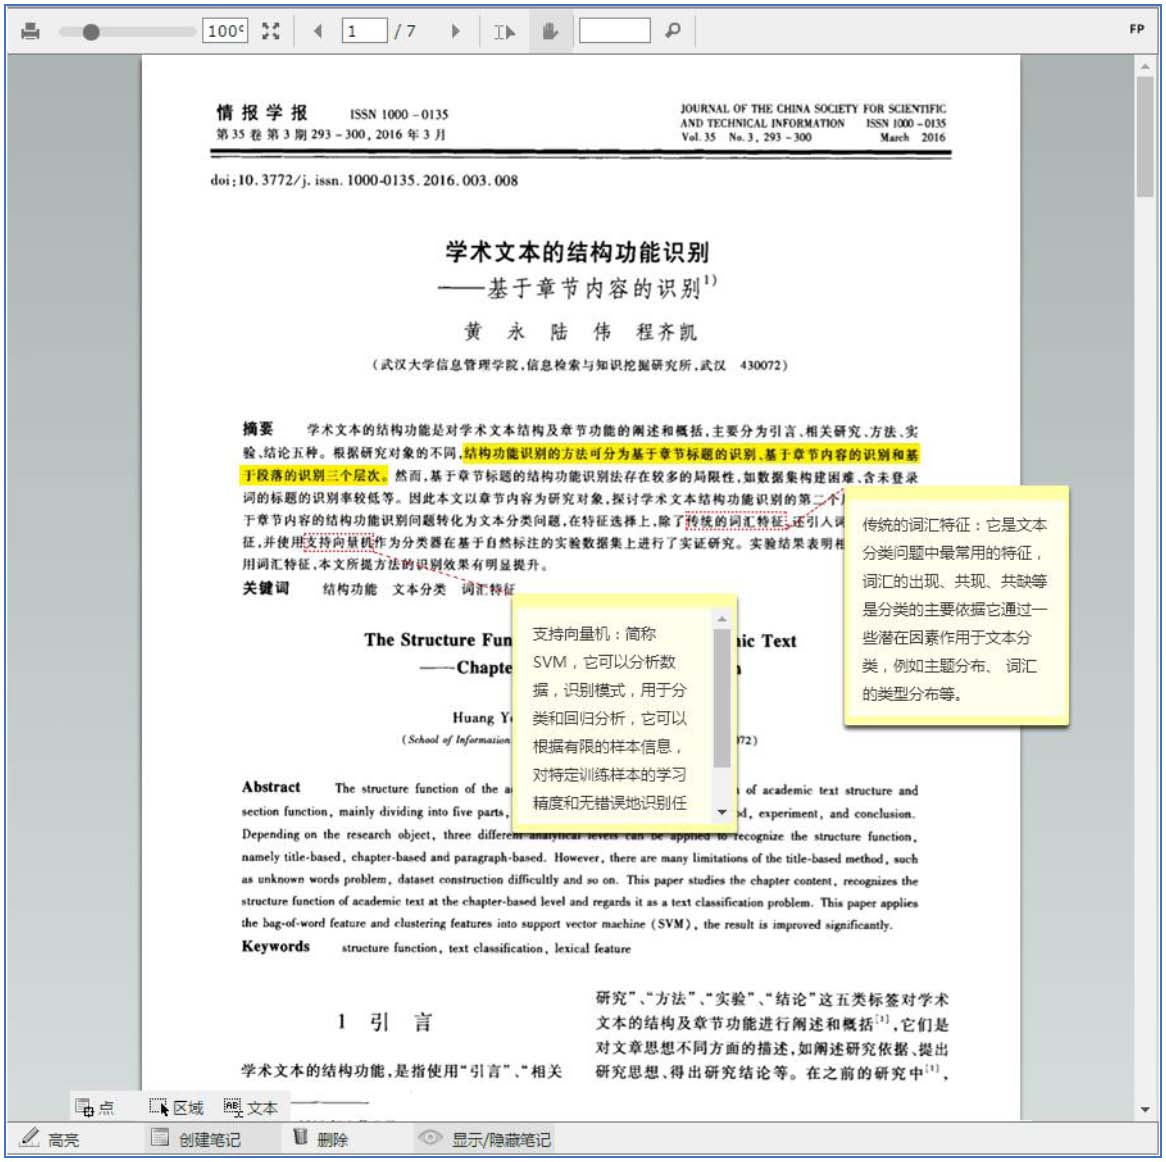 100%
1 / 7
FP
情报学报 ISSN 1000-0135
第35卷 第3期 293-300, 2016年3月
JOURNAL OF THE CHINA SOCIETY FOR SCIENTIFIC
AND TECHNICAL INFORMATION ISSN 1000-0135
Vol. 35 No. 3, 293-300 March 2016
doi:10.3772/j.issn.1000-0135.2016.003.008
学术文本的结构功能识别
——基于章节内容的识别1)
黄 永 陆 伟 程齐凯
(武汉大学信息管理学院,信息检索与知识挖掘研究所,武汉 430072)
摘要 学术文本的结构功能是对学术文本结构及章节功能的阐述和概括,主要分为引言、相关研究、方法、实
验、结论五种。根据研究对象的不同,结构功能识别的方法可分为基于章节标题的识别、基于章节内容的识别和基
于段落的识别三个层次。然而,基于章节标题的结构功能识别法存在较多的局限性,如数据集构建困难、含未登录
词的标题的识别率较低等。因此本文以章节内容为研究对象,探讨学术文本结构功能识别的第二个
于章节内容的结构功能识别问题转化为文本分类问题,在特征选择上,除了传统的词汇特征,还引入词
征,并使用支持向量机作为分类器在基于自然标注的实验数据集上进行了实证研究。实验结果表明相
用词汇特征,本文所提方法的识别效果有明显提升。
关键词 结构功能 文本分类 词汇特征
传统的词汇特征：它是文本
分类问题中最常用的特征，
词汇的出现、共现、共缺等
是分类的主要依据它通过一
些潜在因素作用于文本分
类，例如主题分布、 词汇
的类型分布等。
支持向量机：简称
SVM，它可以分析数
据，识别模式，用于分
类和回归分析，它可以
根据有限的样本信息，
对特定训练样本的学习
精度和无错误地识别任
The Structure Fun ic Text
——Chapte
Huang Y
(School of Information 72)
Abstract The structure function of the a of academic text structure and
section function, mainly dividing into five parts, d, experiment, and conclusion.
Depending on the research object, three different analytical levels can be applied to recognize the structure function,
namely title-based, chapter-based and paragraph-based. However, there are many limitations of the title-based method, such
as unknown words problem, dataset construction difficultly and so on. This paper studies the chapter content, recognizes the
structure function of academic text at the chapter-based level and regards it as a text classification problem. This paper applies
the bag-of-word feature and clustering features into support vector machine (SVM), the result is improved significantly.
Keywords structure function, text classification, lexical feature
1 引 言
学术文本的结构功能,是指使用“引言”、“相关
研究”、“方法”、“实验”、“结论”这五类标签对学术
文本的结构及章节功能进行阐述和概括[1],它们是
对文章思想不同方面的描述,如阐述研究依据、提出
研究思想、得出研究结论等。在之前的研究中[1],
点 区域 文本
高亮 创建笔记 删除 显示/隐藏笔记